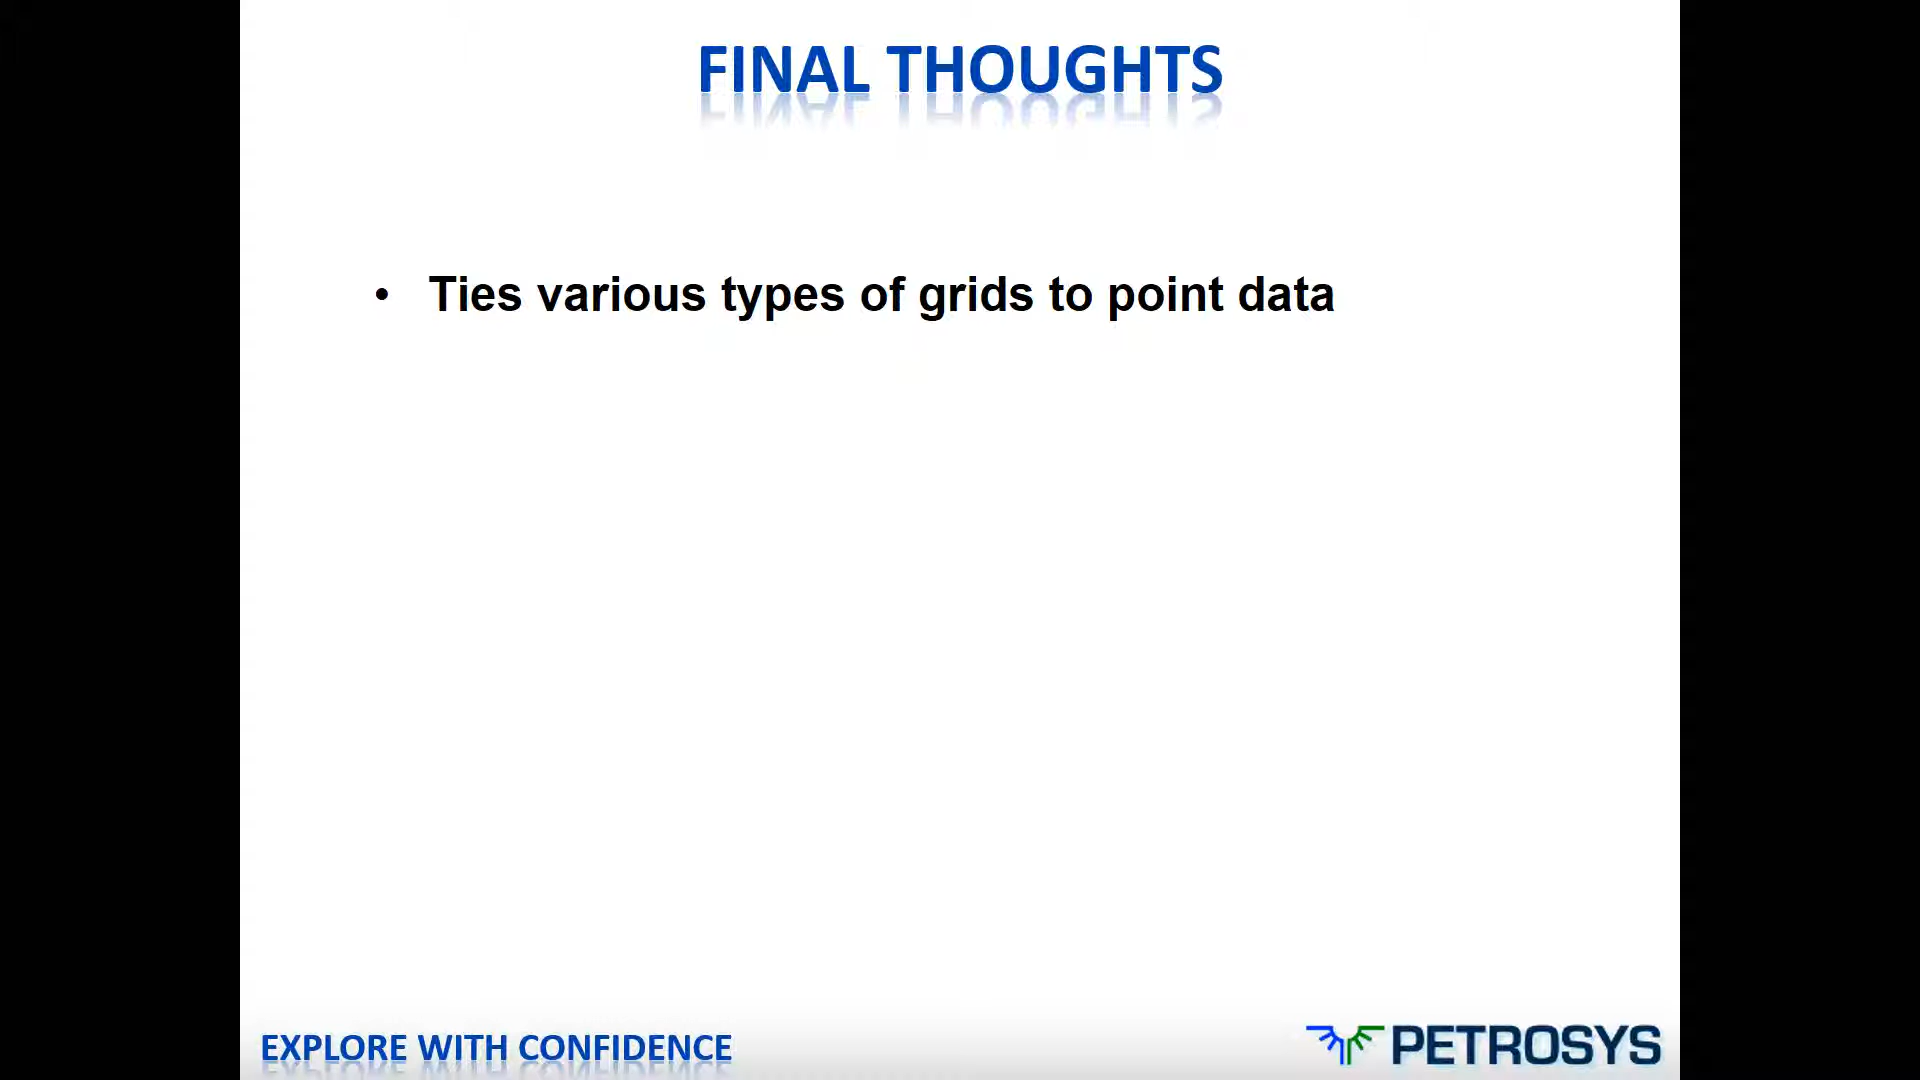 FINAL THOUGHTS
• Ties various types of grids to point data
EXPLORE WITH CONFIDENCE
PETROSYS